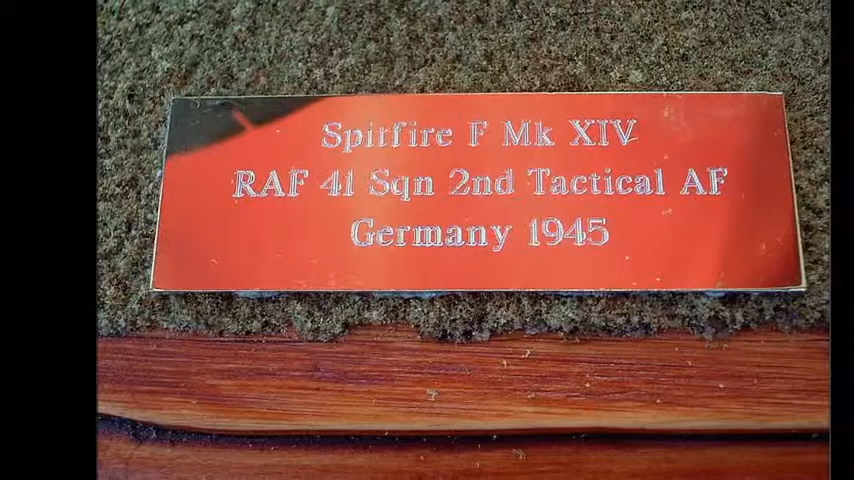 Spitfire F Mk XIV
RAF 41 Sqn 2nd Tactical AF
Germany 1945